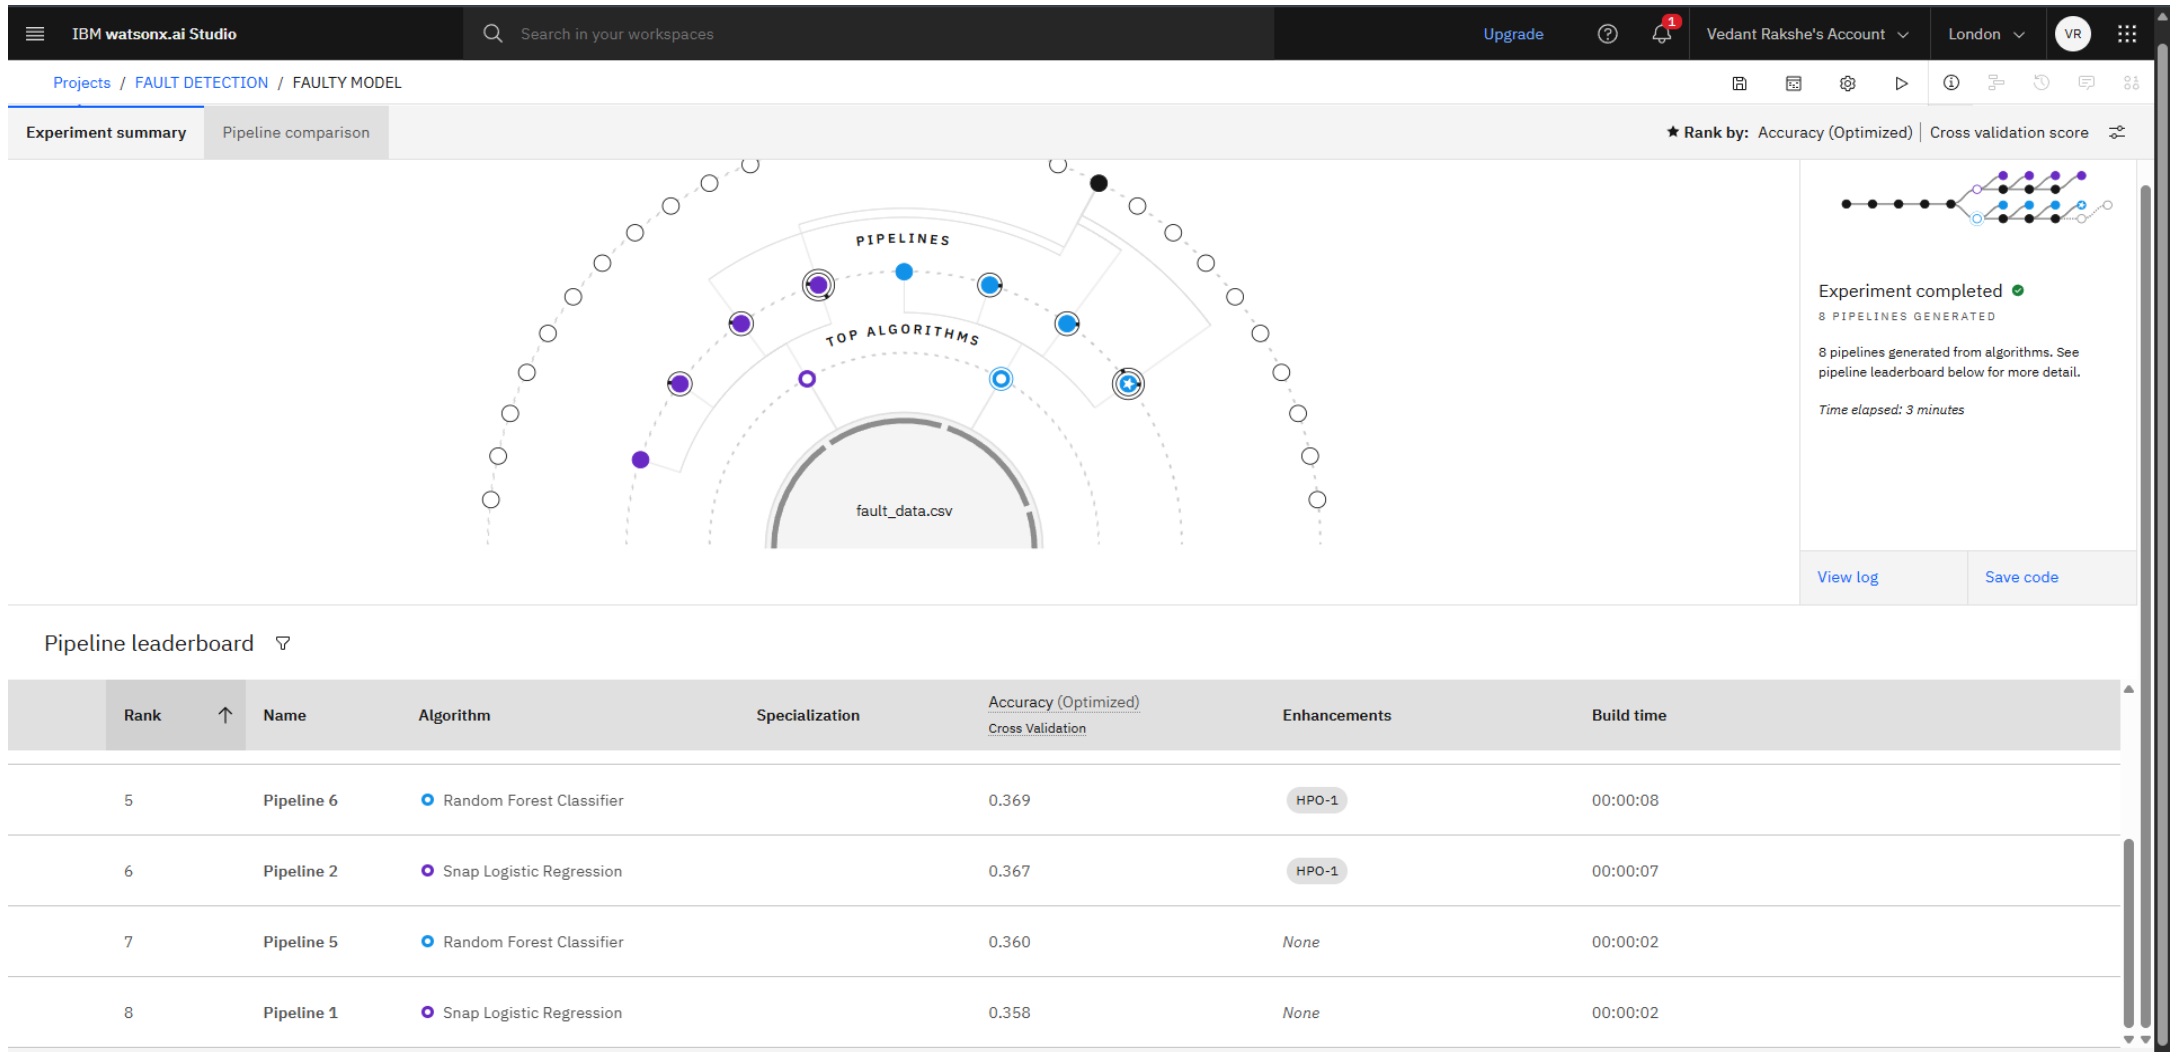 IBM watsonx.ai Studio
Search in your workspaces
Upgrade
1
Vedant Rakshe's Account
London
VR
Projects / FAULT DETECTION / FAULTY MODEL
Experiment summary
Pipeline comparison
Rank by: Accuracy (Optimized) | Cross validation score
PIPELINES
TOP ALGORITHMS
fault_data.csv
Experiment completed
8 PIPELINES GENERATED
8 pipelines generated from algorithms. See
pipeline leaderboard below for more detail.
Time elapsed: 3 minutes
View log
Save code
Pipeline leaderboard
Rank Name Algorithm Specialization Accuracy (Optimized) Enhancements Build time
Cross Validation
5 Pipeline 6 Random Forest Classifier 0.369 HPO-1 00:00:08
6 Pipeline 2 Snap Logistic Regression 0.367 HPO-1 00:00:07
7 Pipeline 5 Random Forest Classifier 0.360 None 00:00:02
8 Pipeline 1 Snap Logistic Regression 0.358 None 00:00:02